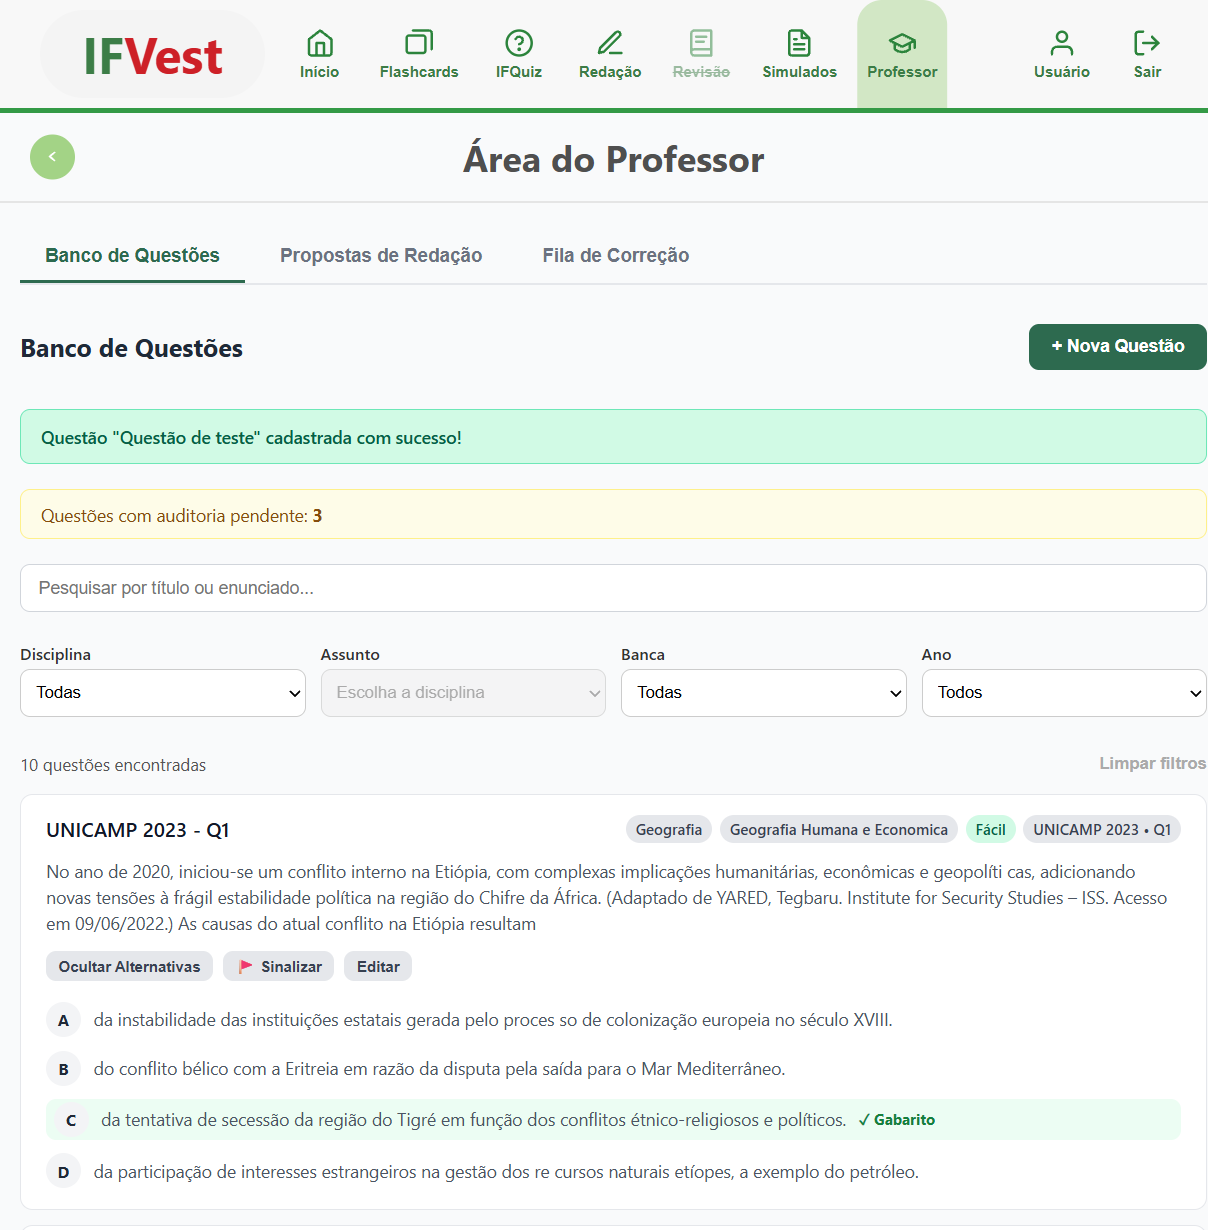 IFVest
Início
Flashcards
IFQuiz
Redação
Revisão
Simulados
Professor
Usuário
Sair
Área do Professor
Banco de Questões
Propostas de Redação
Fila de Correção
Banco de Questões
+ Nova Questão
Questão "Questão de teste" cadastrada com sucesso!
Questões com auditoria pendente: 3
Pesquisar por título ou enunciado...
Disciplina
Assunto
Banca
Ano
Todas
Escolha a disciplina
Todas
Todos
10 questões encontradas
Limpar filtros
UNICAMP 2023 - Q1
Geografia
Geografia Humana e Economica
Fácil
UNICAMP 2023 • Q1
No ano de 2020, iniciou-se um conflito interno na Etiópia, com complexas implicações humanitárias, econômicas e geopolíti cas, adicionando
novas tensões à frágil estabilidade política na região do Chifre da África. (Adaptado de YARED, Tegbaru. Institute for Security Studies – ISS. Acesso
em 09/06/2022.) As causas do atual conflito na Etiópia resultam
Ocultar Alternativas
Sinalizar
Editar
A da instabilidade das instituições estatais gerada pelo proces so de colonização europeia no século XVIII.
B do conflito bélico com a Eritreia em razão da disputa pela saída para o Mar Mediterrâneo.
C da tentativa de secessão da região do Tigré em função dos conflitos étnico-religiosos e políticos. ✓ Gabarito
D da participação de interesses estrangeiros na gestão dos re cursos naturais etíopes, a exemplo do petróleo.